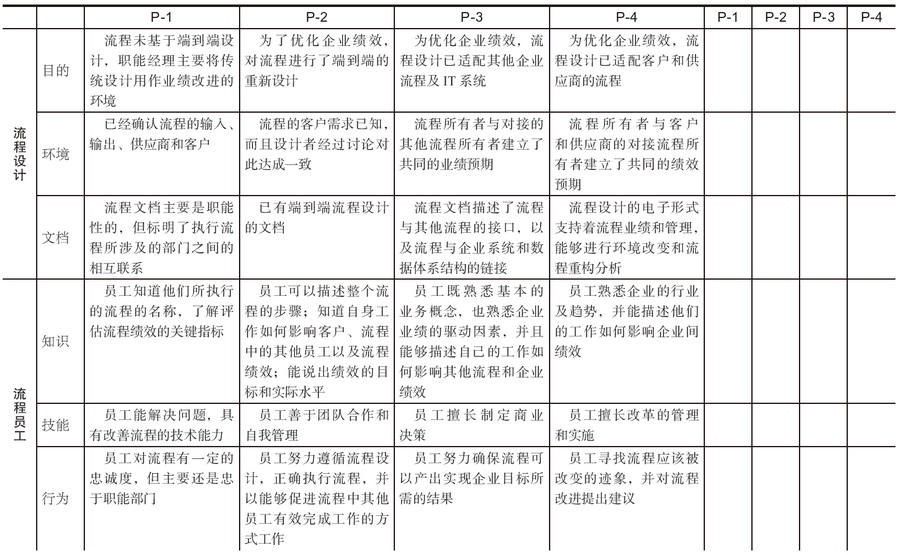 P-1 P-2 P-3 P-4 P-1 P-2 P-3 P-4
流程设计
目的
流程未基于端到端设
计，职能经理主要将传
统设计用作业绩改进的
环境
为了优化企业绩效，
对流程进行了端到端的
重新设计
为优化企业绩效，流
程设计已适配其他企业
流程及 IT 系统
为优化企业绩效，流
程设计已适配客户和供
应商的流程
环境
已经确认流程的输入、
输出、供应商和客户
流程的客户需求已知，
而且设计者经过讨论对
此达成一致
流程所有者与对接的
其他流程所有者建立了
共同的业绩预期
流程所有者与客户
和供应商的对接流程所
有者建立了共同的绩效
预期
文档
流程文档主要是职能
性的，但标明了执行流
程所涉及的部门之间的
相互联系
已有端到端流程设计
的文档
流程文档描述了流程
与其他流程的接口，以
及流程与企业系统和数
据体系结构的链接
流程设计的电子形式
支持着流程业绩和管理，
能够进行环境改变和流
程重构分析
流程员工
知识
员工知道他们所执行
的流程的名称，了解评
估流程绩效的关键指标
员工可以描述整个流
程的步骤；知道自身工
作如何影响客户、流程
中的其他员工以及流程
绩效；能说出绩效的目
标和实际水平
员工既熟悉基本的
业务概念，也熟悉企业
业绩的驱动因素，并且
能够描述自己的工作如
何影响其他流程和企业
绩效
员工熟悉企业的行业
及趋势，并能描述他们
的工作如何影响企业间
绩效
技能
员工能解决问题，具
有改善流程的技术能力
员工善于团队合作和
自我管理
员工擅长制定商业
决策
员工擅长改革的管理
和实施
行为
员工对流程有一定的
忠诚度，但主要还是忠
于职能部门
员工努力遵循流程设
计，正确执行流程，并
以能够促进流程中其他
员工有效完成工作的方
式工作
员工努力确保流程可
以产出实现企业目标所
需的结果
员工寻找流程应该被
改变的迹象，并对流程
改进提出建议